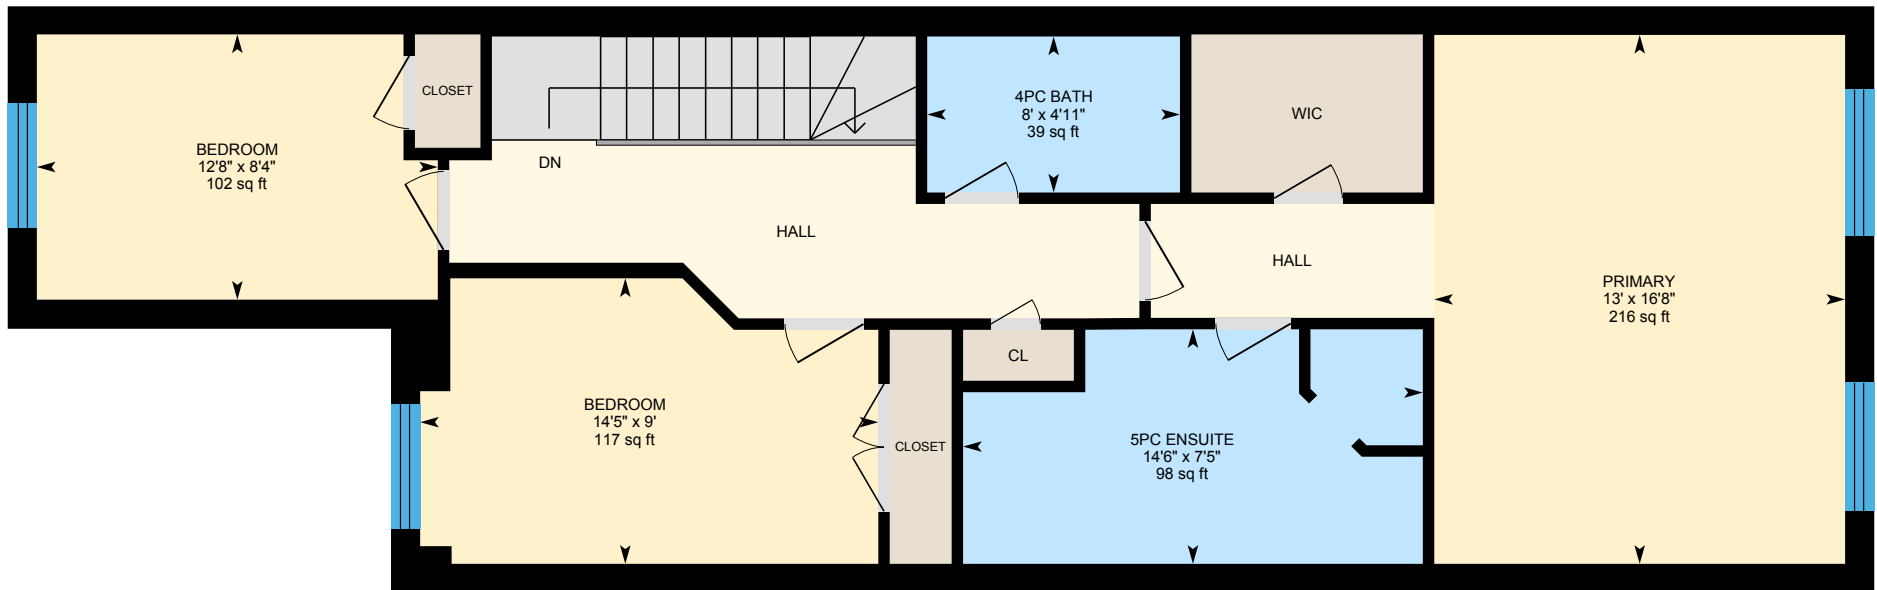 BEDROOM
12'8" x 8'4"
102 sq ft
CLOSET
DN
HALL
4PC BATH
8' x 4'11"
39 sq ft
WIC
HALL
PRIMARY
13' x 16'8"
216 sq ft
BEDROOM
14'5" x 9'
117 sq ft
CLOSET
CL
5PC ENSUITE
14'6" x 7'5"
98 sq ft